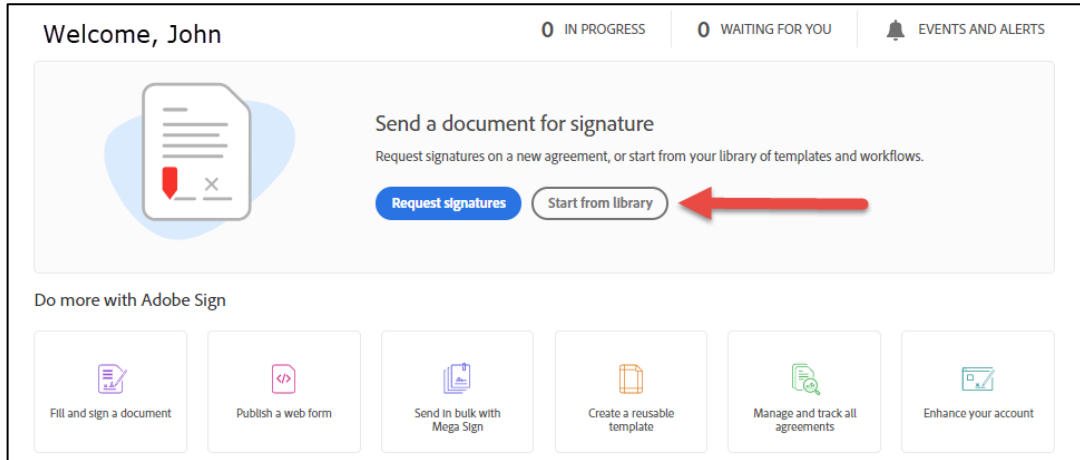 Welcome, John
0 IN PROGRESS
0 WAITING FOR YOU
EVENTS AND ALERTS
Send a document for signature
Request signatures on a new agreement, or start from your library of templates and workflows.
Request signatures
Start from library
Do more with Adobe Sign
Fill and sign a document
Publish a web form
Send in bulk with
Mega Sign
Create a reusable
template
Manage and track all
agreements
Enhance your account